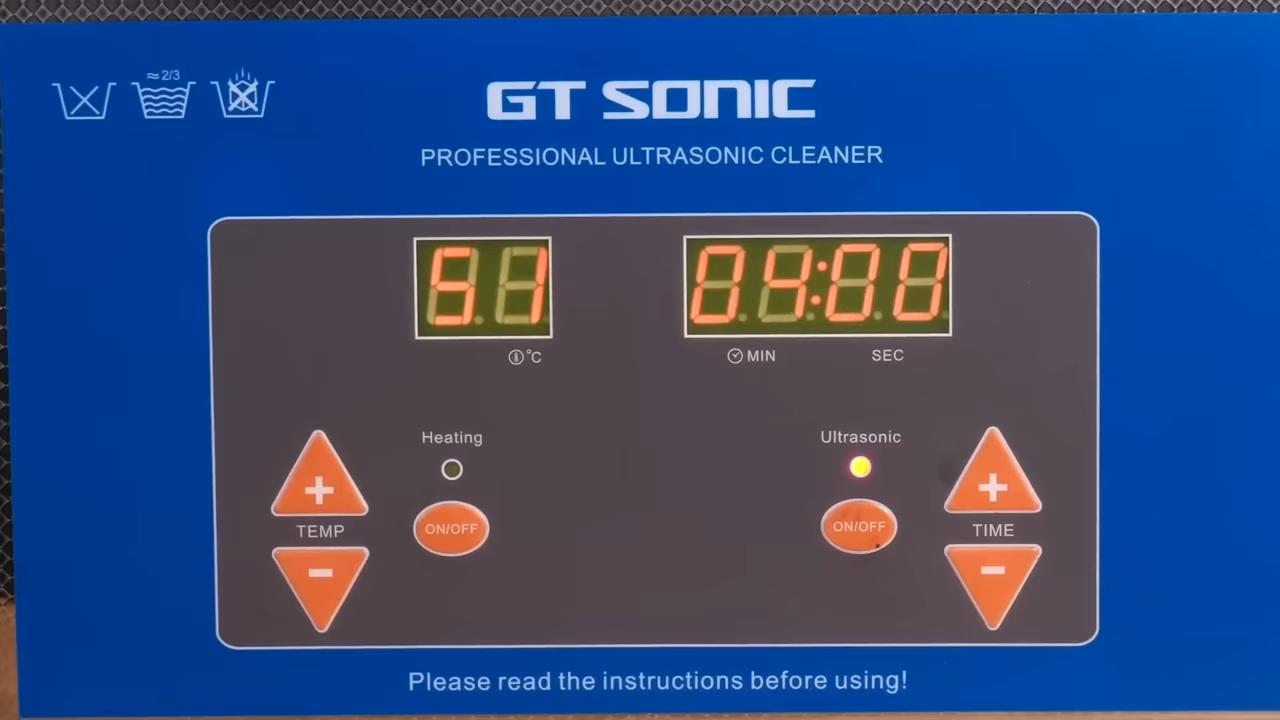 ≈2/3
GT SONIC
PROFESSIONAL ULTRASONIC CLEANER
51
04:00
°C
MIN
SEC
Heating
Ultrasonic
+
+
ON/OFF
ON/OFF
TEMP
TIME
-
-
Please read the instructions before using!